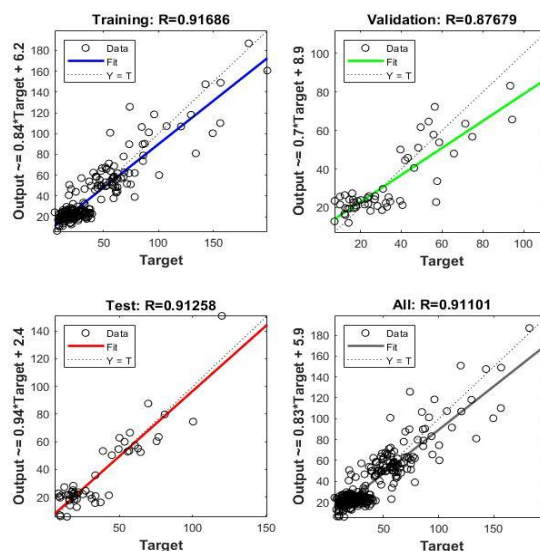 Training: R=0.91686
Output ~= 0.84*Target + 6.2
180
160
140
120
100
80
60
40
20
Data
Fit
Y = T
50
100
150
Target
Validation: R=0.87679
Output ~= 0.7*Target + 8.9
100
80
60
40
20
Data
Fit
Y = T
20
40
60
80
100
Target
Test: R=0.91258
Output ~= 0.94*Target + 2.4
140
120
100
80
60
40
20
Data
Fit
Y = T
50
100
150
Target
All: R=0.91101
Output ~= 0.83*Target + 5.9
180
160
140
120
100
80
60
40
20
Data
Fit
Y = T
50
100
150
Target